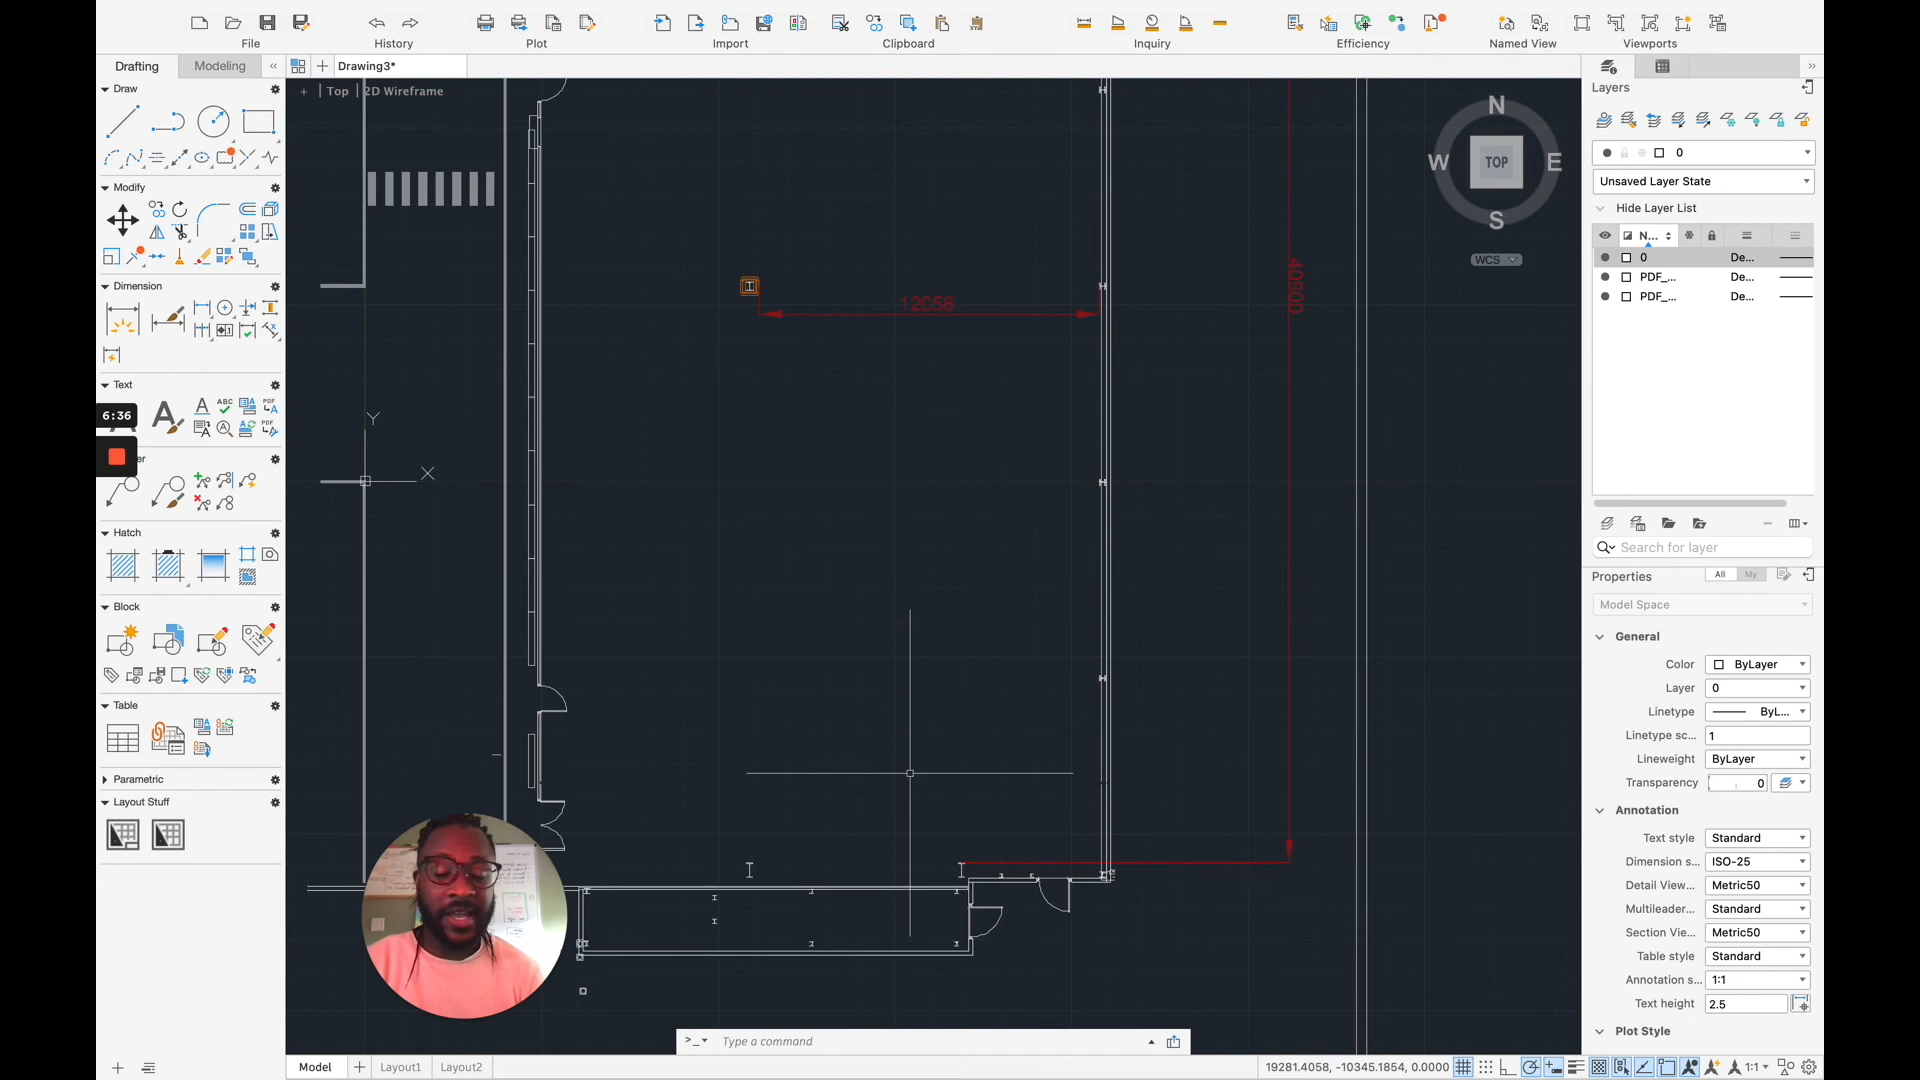 File
History
Plot
Import
Clipboard
Inquiry
Efficiency
Named View
Viewports
Drafting
Modeling
Drawing3*
Draw
Modify
Dimension
Text
6:36
er
Hatch
Block
Table
Parametric
Layout Stuff
+ | Top | 2D Wireframe
12056
40900
Y
X
N
W
TOP
E
S
WCS
Layers
0
Unsaved Layer State
Hide Layer List
N...
0 De...
PDF_... De...
PDF_... De...
Search for layer
Properties
All
My
Model Space
General
Color ByLayer
Layer 0
Linetype ByL...
Linetype sc... 1
Lineweight ByLayer
Transparency 0
Annotation
Text style Standard
Dimension s... ISO-25
Detail View... Metric50
Multileader... Standard
Section Vie... Metric50
Table style Standard
Annotation s... 1:1
Text height 2.5
Plot Style
>_ Type a command
Model
Layout1
Layout2
19281.4058, -10345.1854, 0.0000
1:1